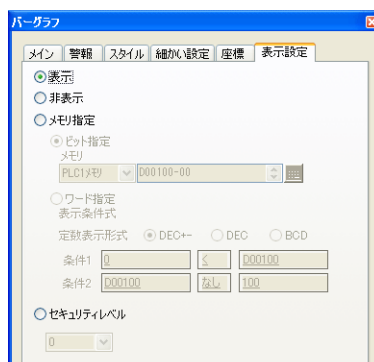 バーグラフ
メイン 警報 スタイル 細かい設定 座標 表示設定
表示
非表示
メモリ指定
ビット指定
メモリ
PLC1メモリ D00100-00
ワード指定
表示条件式
定数表示形式 DEC+- DEC BCD
条件1 0 < D00100
条件2 D00100 なし 100
セキュリティレベル
0